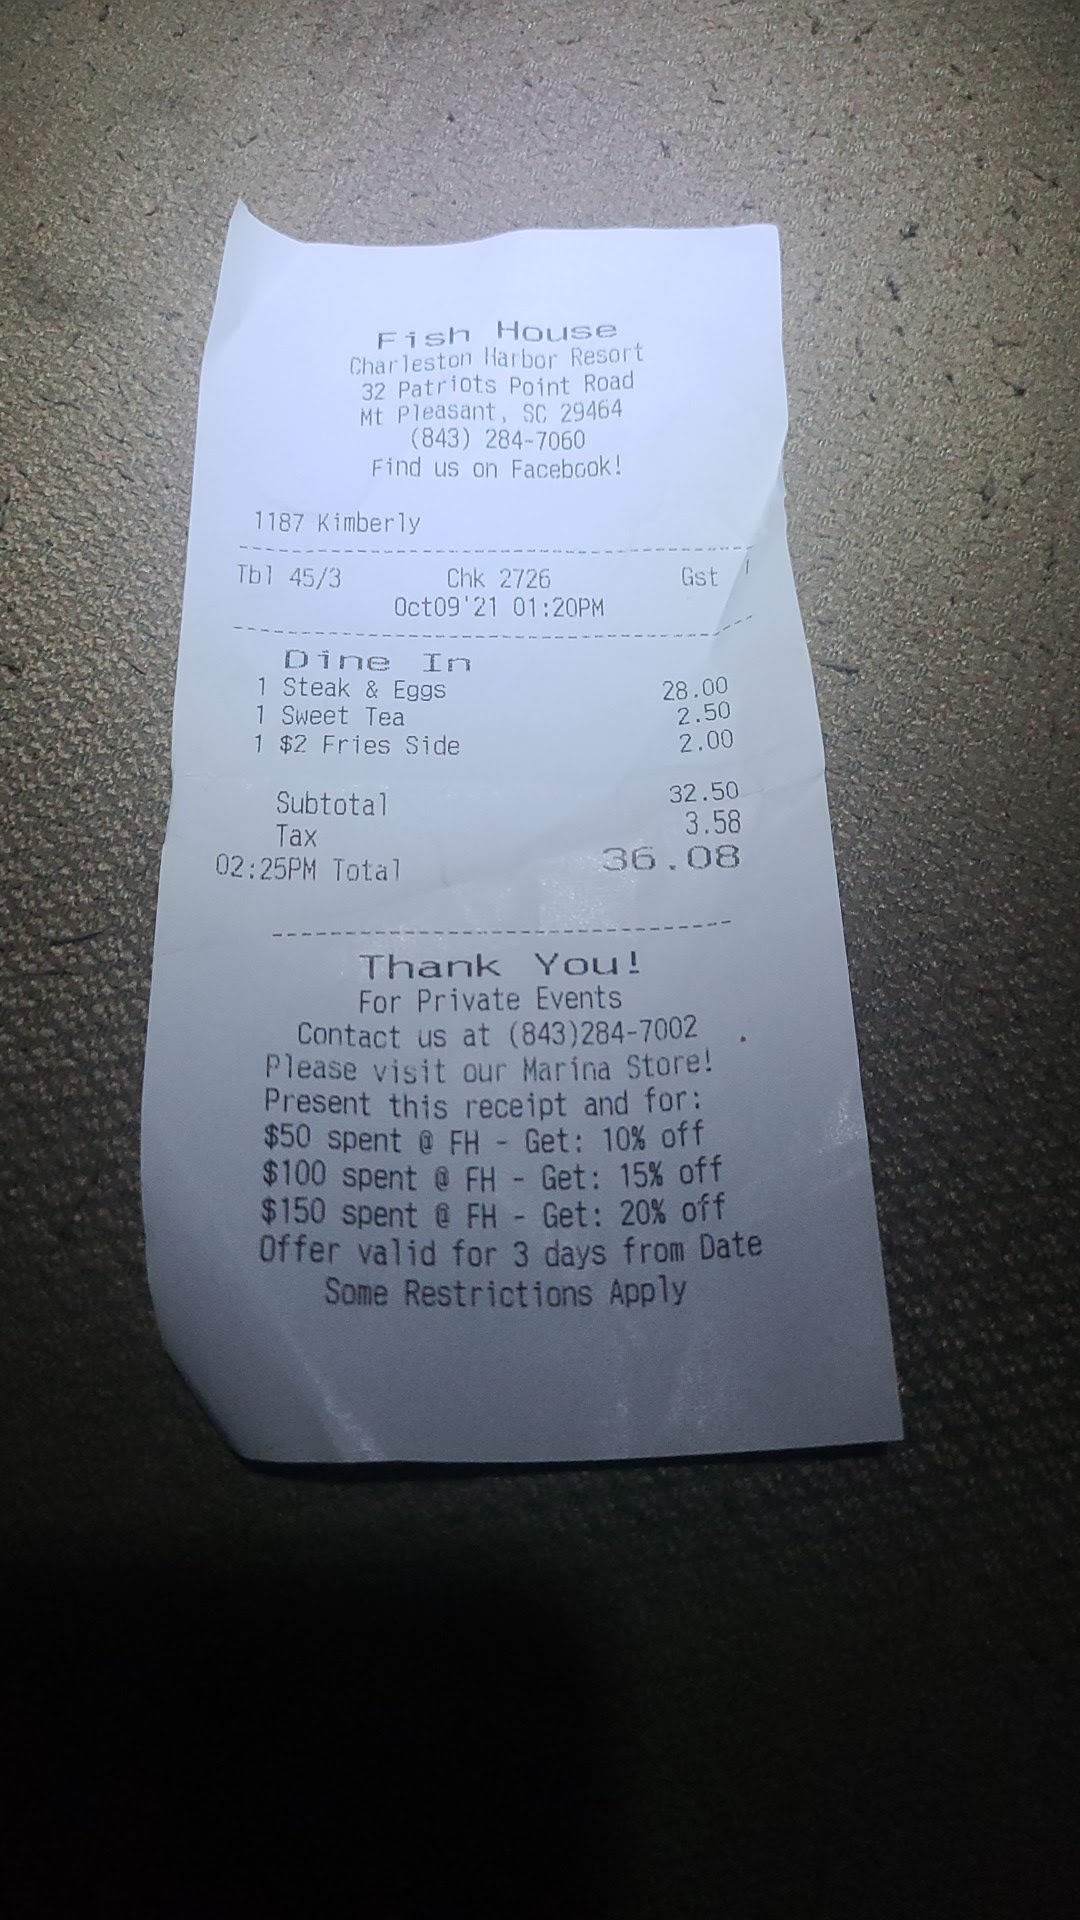 Fish House
Charleston Harbor Resort
32 Patriots Point Road
Mt Pleasant, SC 29464
(843) 284-7060
Find us on Facebook!
1187 Kimberly
Tbl 45/3 Chk 2726 Gst 1
Oct09'21 01:20PM
Dine In
1 Steak & Eggs 28.00
1 Sweet Tea 2.50
1 $2 Fries Side 2.00
Subtotal 32.50
Tax 3.58
02:25PM Total 36.08
Thank You!
For Private Events
Contact us at (843)284-7002
Please visit our Marina Store!
Present this receipt and for:
$50 spent @ FH - Get: 10% off
$100 spent @ FH - Get: 15% off
$150 spent @ FH - Get: 20% off
Offer valid for 3 days from Date
Some Restrictions Apply